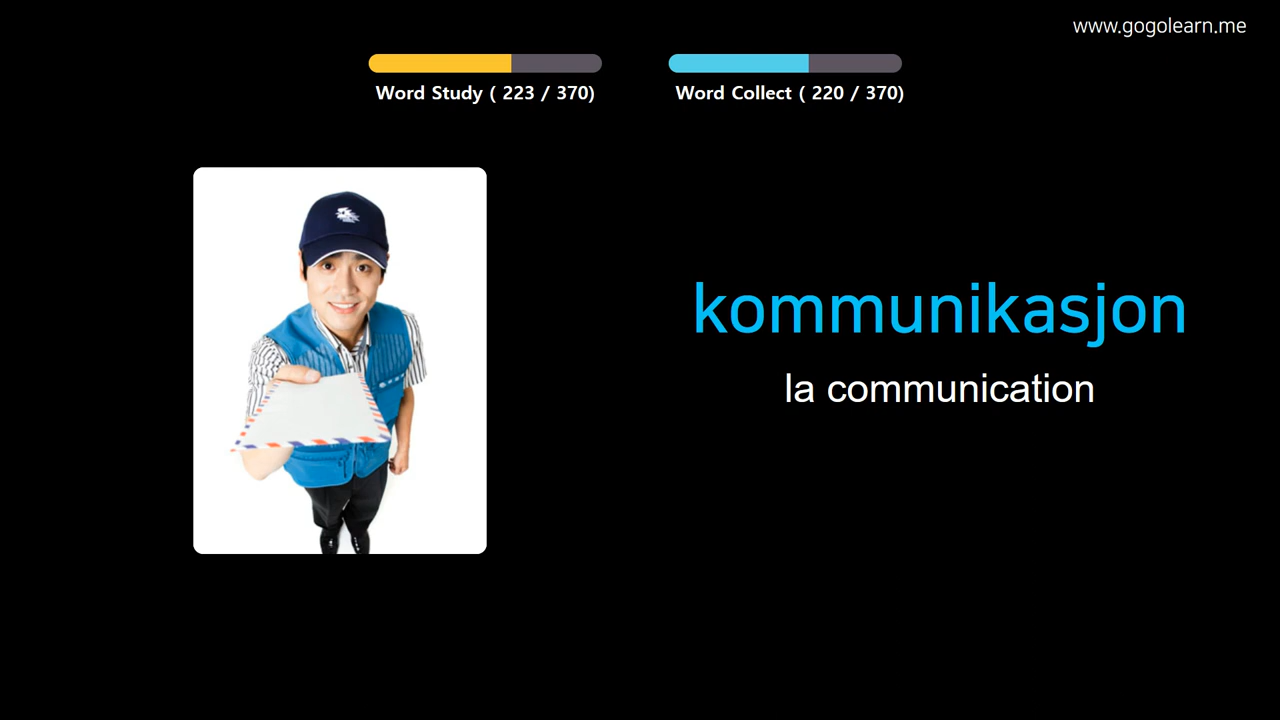 www.gogolearn.me
Word Study ( 223 / 370)
Word Collect ( 220 / 370)
kommunikasjon
la communication